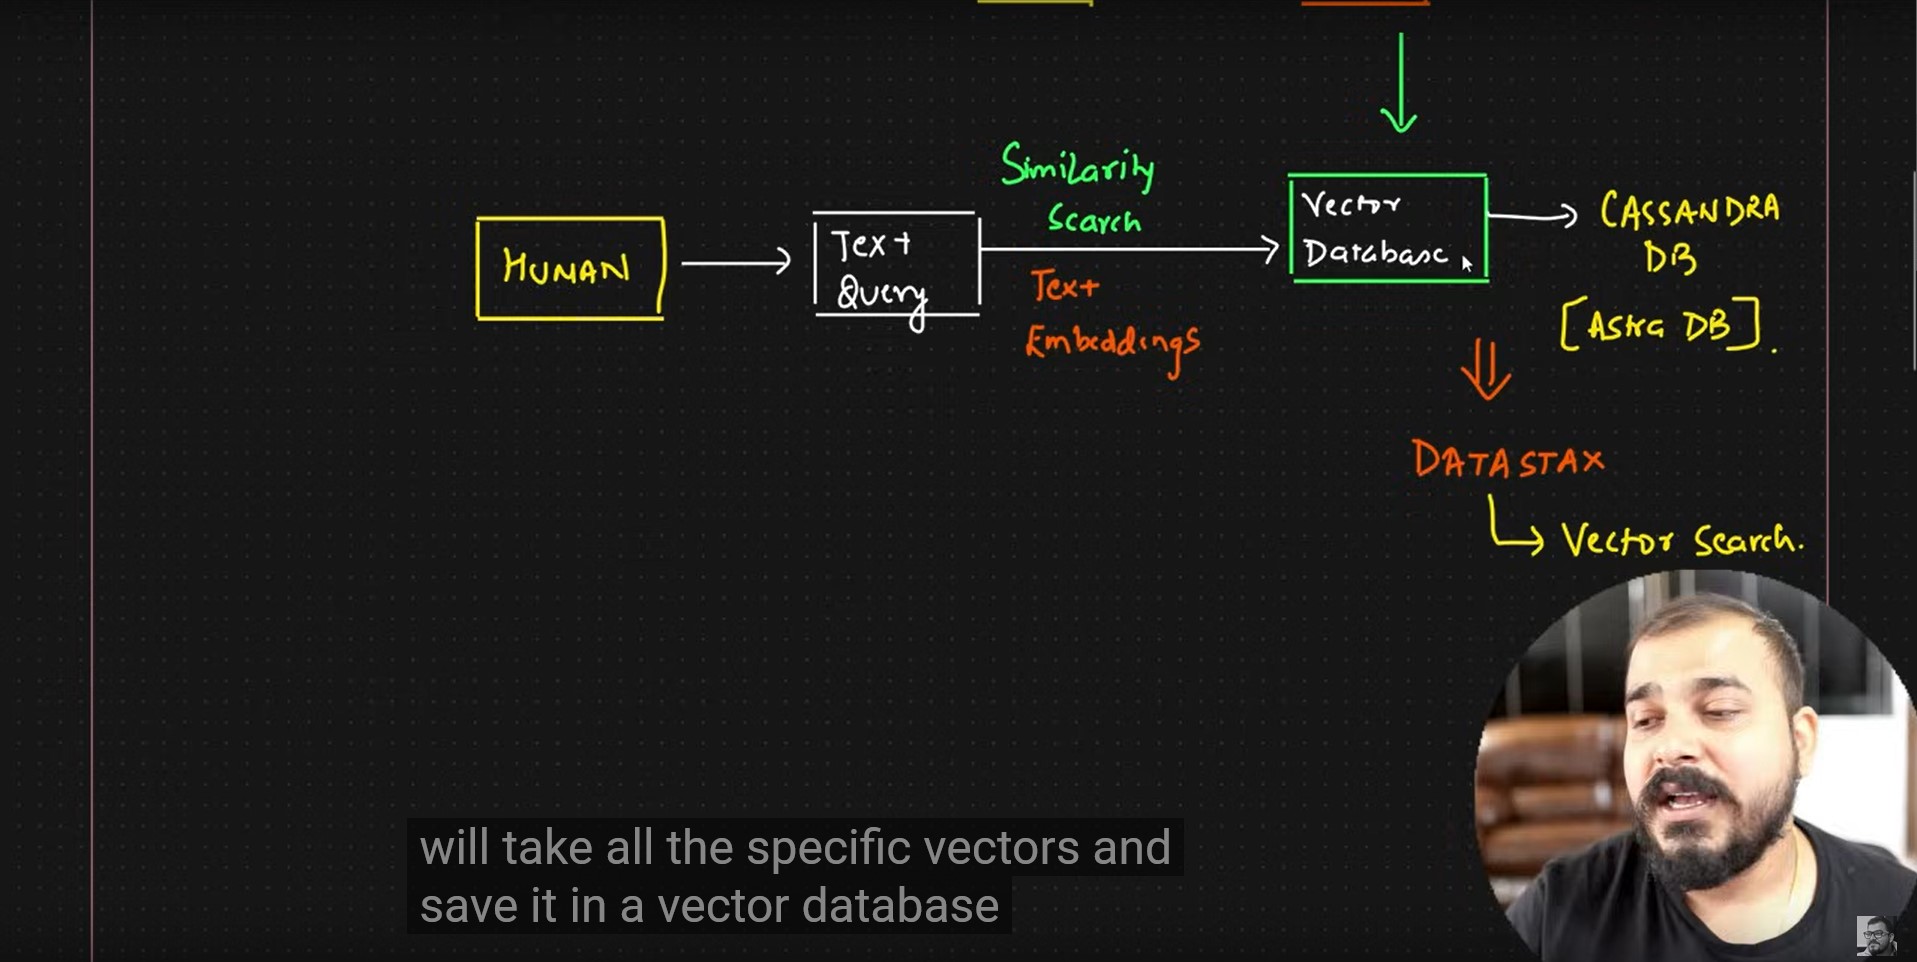 Similarity
Search
HUMAN
Text
Query
Text
Embeddings
Vector
Database
CASSANDRA
DB
[Astra DB].
DATASTAX
Vector Search.
will take all the specific vectors and
save it in a vector database